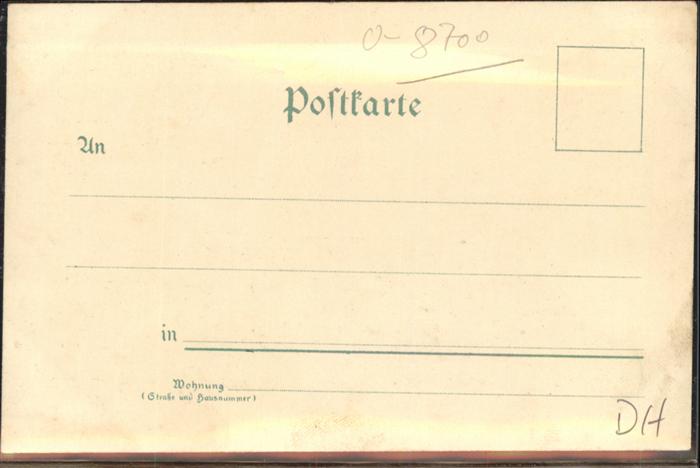 O-8700
Poſtkarte
An
in
Wohnung
(Straße und Hausnummer)
DH